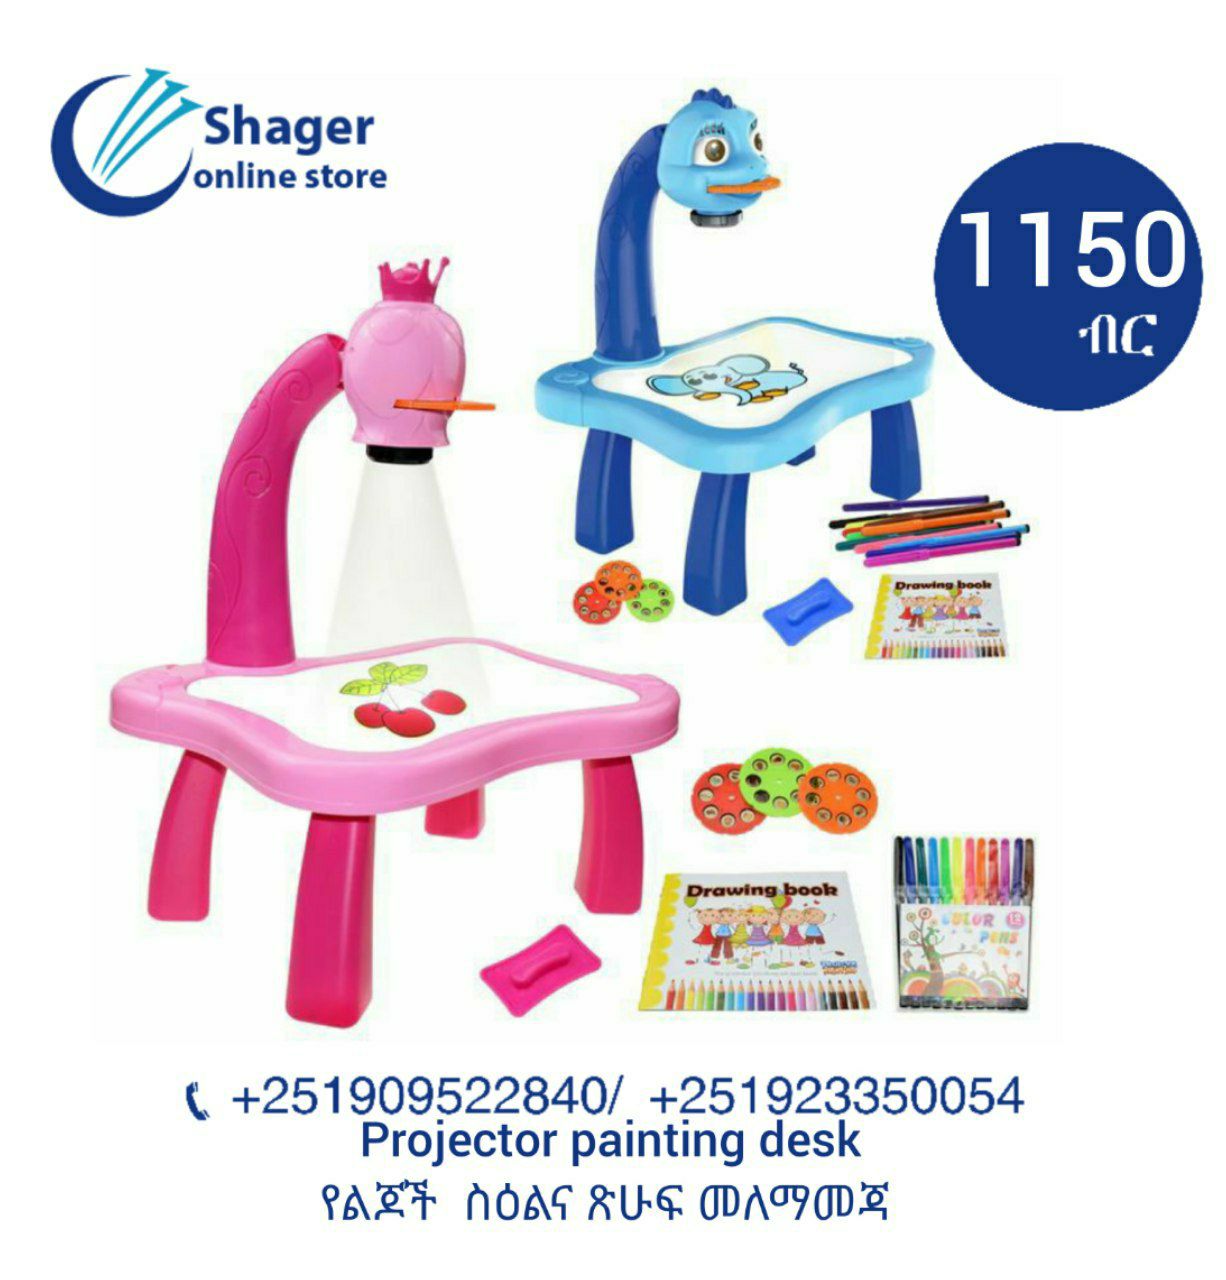 Shager
online store
1150
ብር
Drawing book
Drawing book
COLOR
PENS
12
+251909522840/ +251923350054
Projector painting desk
የልጆች ስዕልና ጽሁፍ መለማመጃ